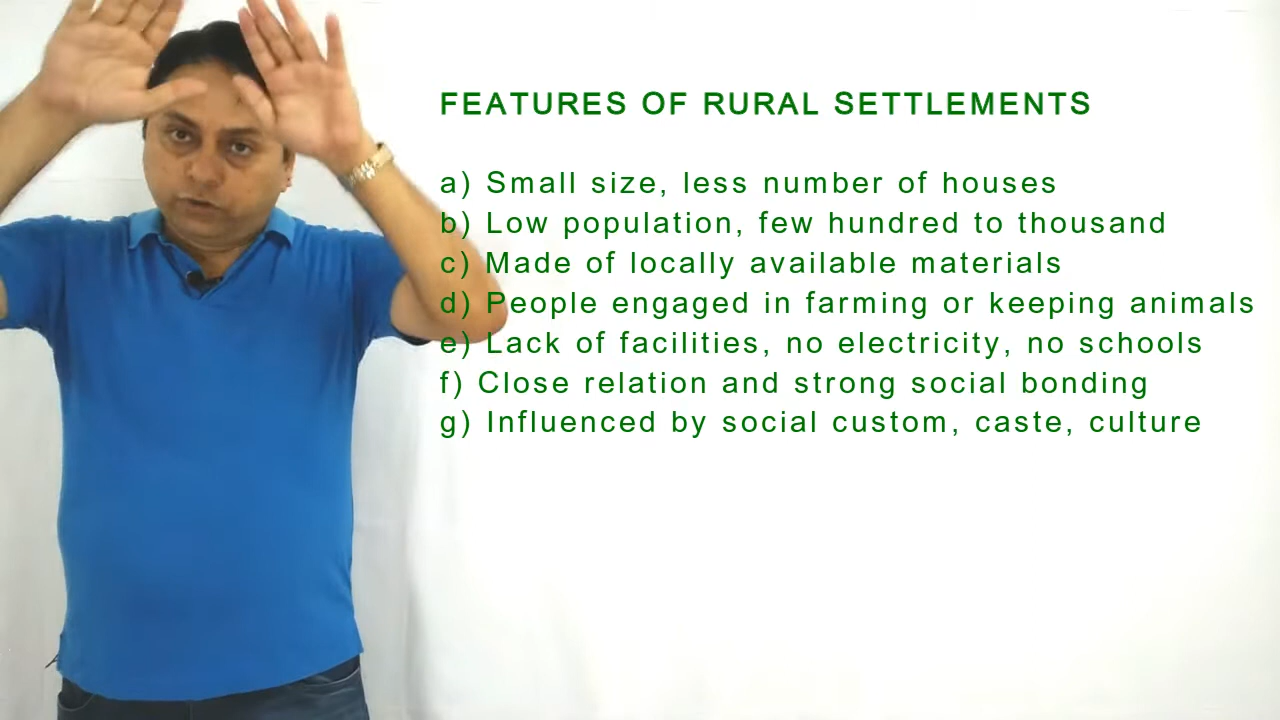 FEATURES OF RURAL SETTLEMENTS
a) Small size, less number of houses
b) Low population, few hundred to thousand
c) Made of locally available materials
d) People engaged in farming or keeping animals
e) Lack of facilities, no electricity, no schools
f) Close relation and strong social bonding
g) Influenced by social custom, caste, culture